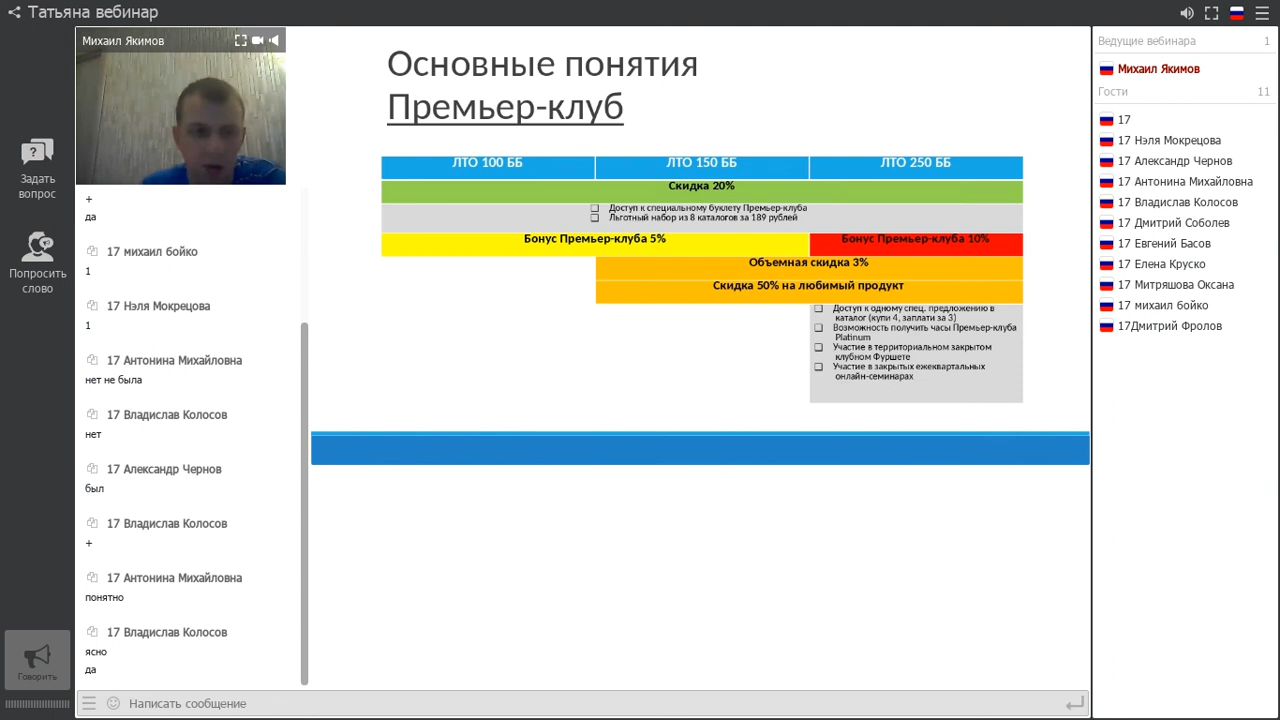 Татьяна вебинар
Михаил Якимов
Задать
вопрос
Попросить
слово
Говорить
+
да
17 михаил бойко
1
17 Нэля Мокрецова
1
17 Антонина Михайловна
нет не была
17 Владислав Колосов
нет
17 Александр Чернов
был
17 Владислав Колосов
+
17 Антонина Михайловна
понятно
17 Владислав Колосов
ясно
да
Написать сообщение
Основные понятия
Премьер-клуб
ЛТО 100 ББ
ЛТО 150 ББ
ЛТО 250 ББ
Скидка 20%
Доступ к специальному буклету Премьер-клуба
Льготный набор из 8 каталогов за 189 рублей
Бонус Премьер-клуба 5%
Бонус Премьер-клуба 10%
Объемная скидка 3%
Скидка 50% на любимый продукт
Доступ к одному спец. предложению в
каталог (купи 4, заплати за 3)
Возможность получить часы Премьер-клуба
Platinum
Участие в территориальном закрытом
клубном Фуршете
Участие в закрытых ежеквартальных
онлайн-семинарах
Ведущие вебинара 1
Михаил Якимов
Гости 11
17
17 Нэля Мокрецова
17 Александр Чернов
17 Антонина Михайловна
17 Владислав Колосов
17 Дмитрий Соболев
17 Евгений Басов
17 Елена Круско
17 Митряшова Оксана
17 михаил бойко
17Дмитрий Фролов